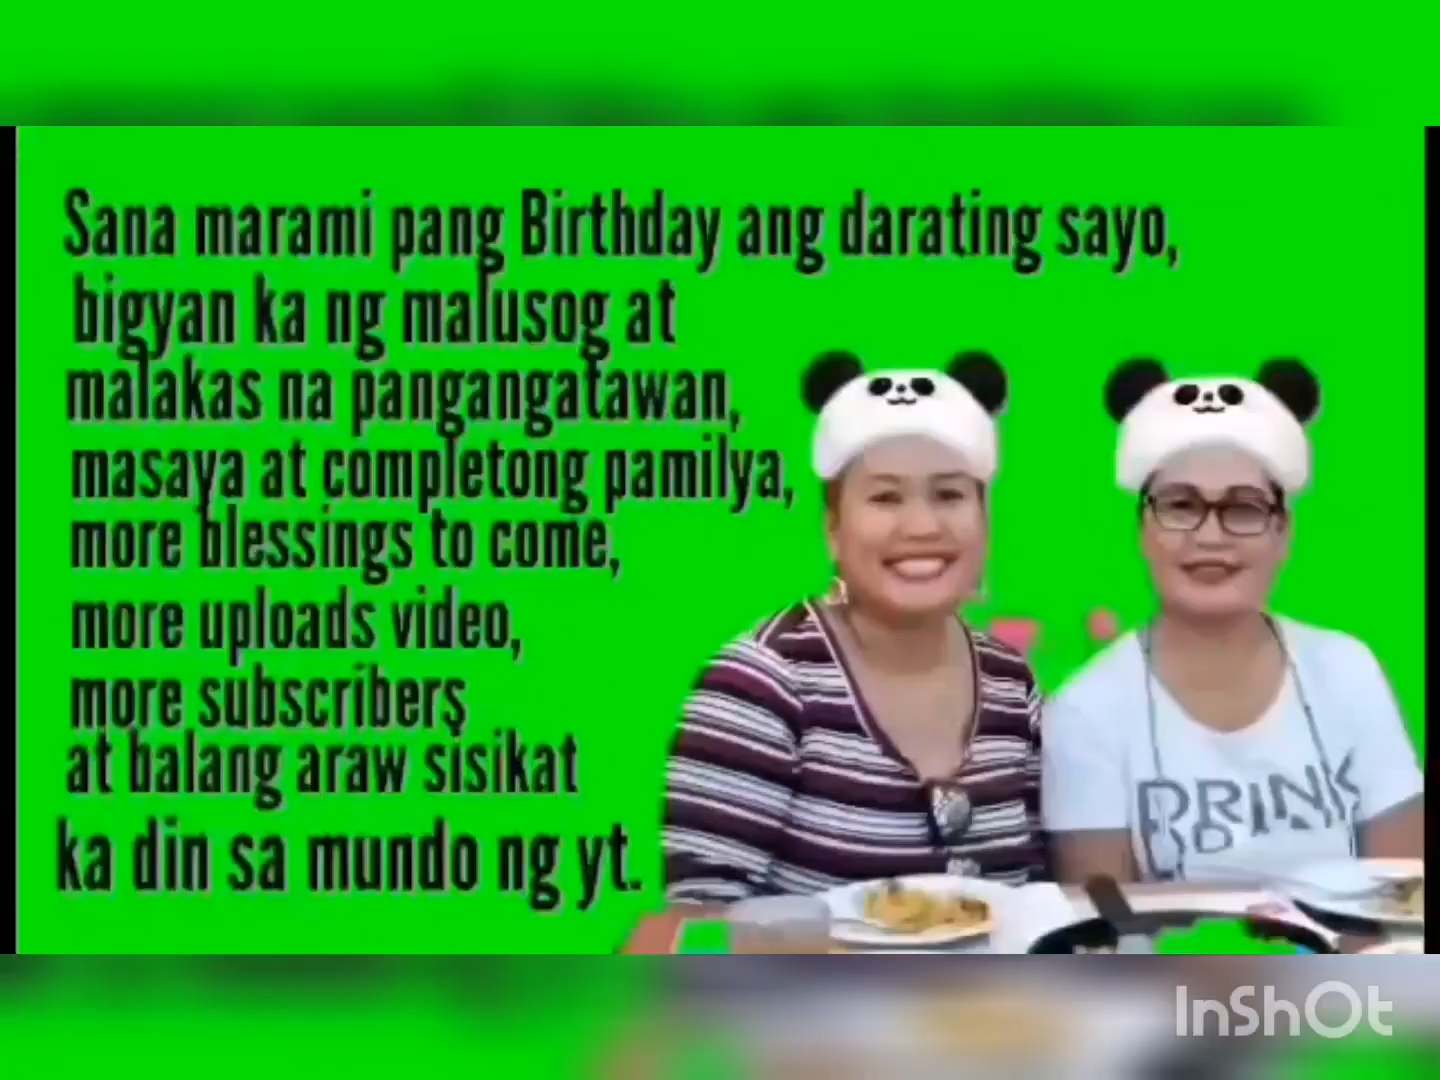 Sana marami pang Birthday ang darating sayo,
bigyan ka ng malusog at
malakas na pangangatawan,
masaya at completong pamilya,
more blessings to come,
more uploads video,
more subscribers
at balang araw sisikat
ka din sa mundo ng yt.
DRINK
InShOt